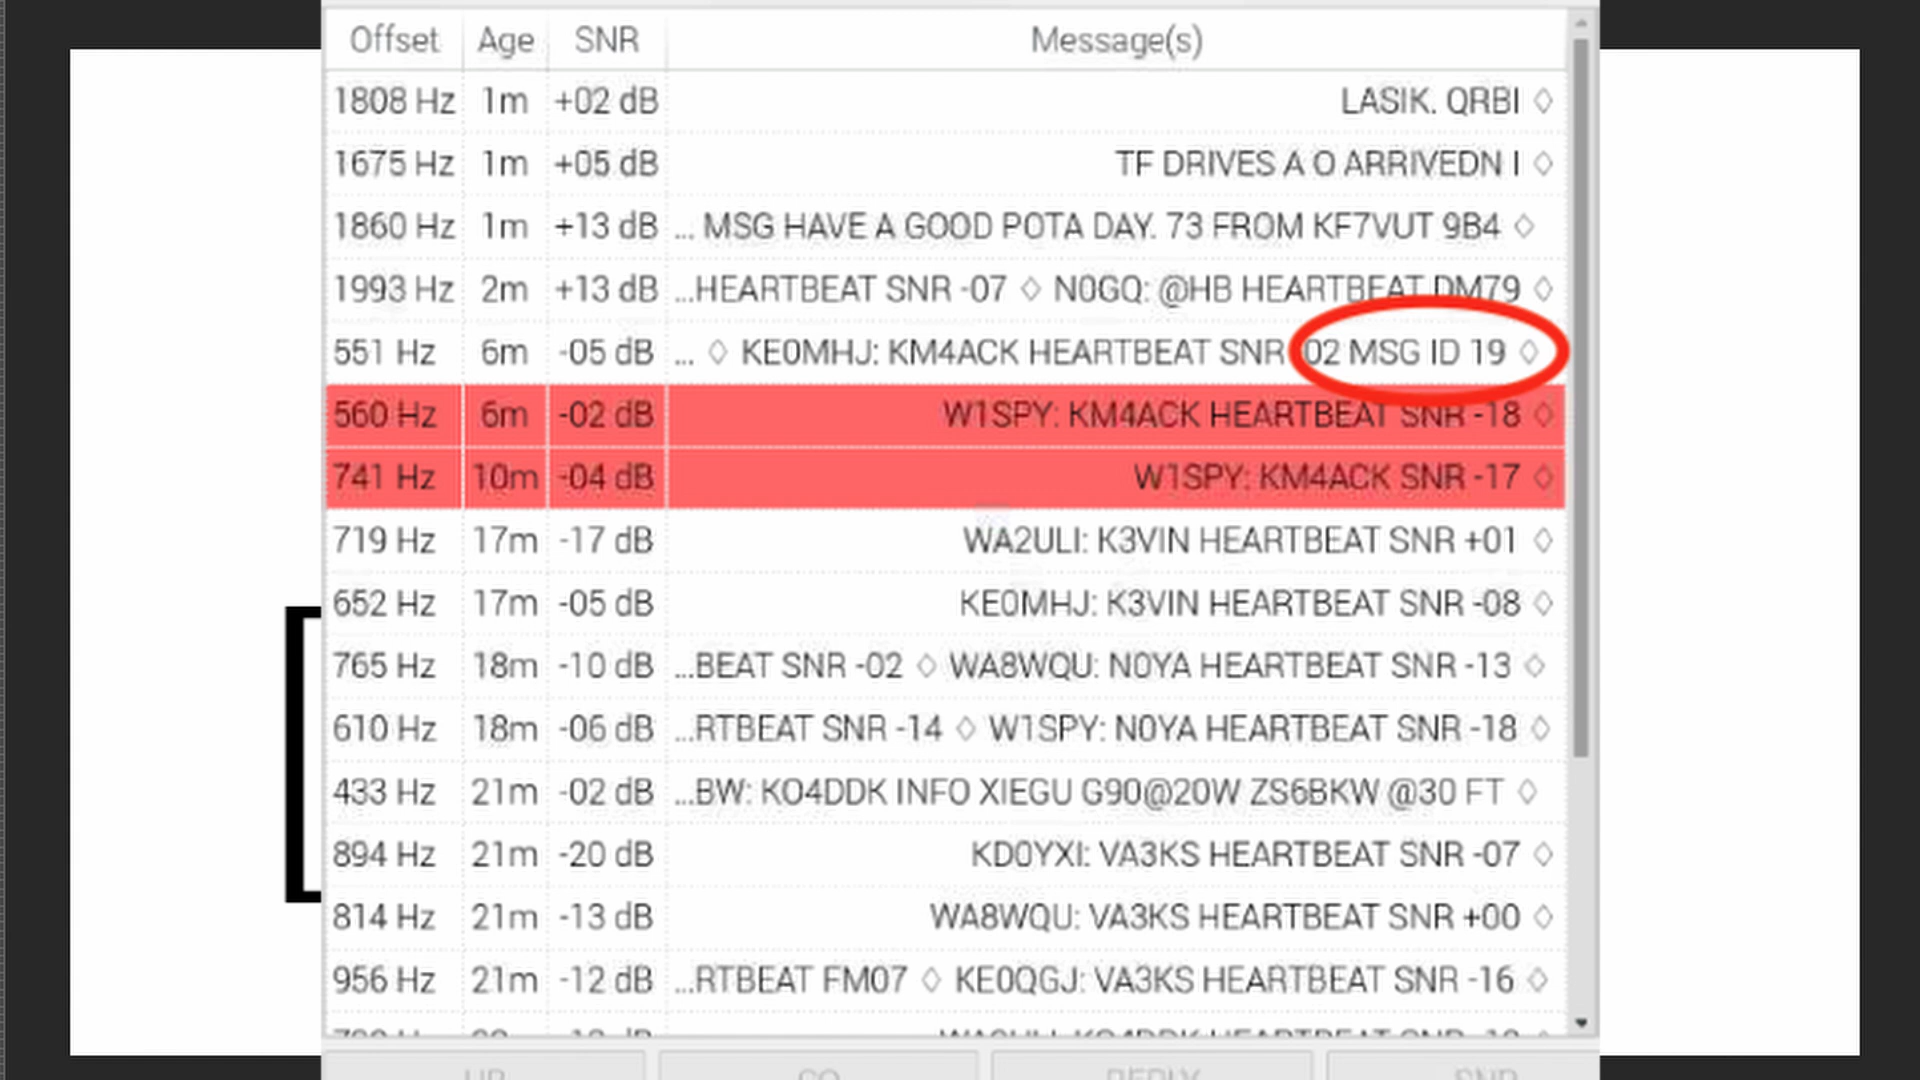 Offset Age SNR Message(s)
1808 Hz 1m +02 dB LASIK. QRBI ♢
1675 Hz 1m +05 dB TF DRIVES A O ARRIVEDN I ♢
1860 Hz 1m +13 dB ... MSG HAVE A GOOD POTA DAY. 73 FROM KF7VUT 9B4 ♢
1993 Hz 2m +13 dB ...HEARTBEAT SNR -07 ♢ N0GQ: @HB HEARTBEAT DM79 ♢
551 Hz 6m -05 dB ... ♢ KE0MHJ: KM4ACK HEARTBEAT SNR 02 MSG ID 19 ♢
560 Hz 6m -02 dB W1SPY: KM4ACK HEARTBEAT SNR -18 ♢
741 Hz 10m -04 dB W1SPY: KM4ACK SNR -17 ♢
719 Hz 17m -17 dB WA2ULI: K3VIN HEARTBEAT SNR +01 ♢
652 Hz 17m -05 dB KE0MHJ: K3VIN HEARTBEAT SNR -08 ♢
765 Hz 18m -10 dB ...BEAT SNR -02 ♢ WA8WQU: N0YA HEARTBEAT SNR -13 ♢
610 Hz 18m -06 dB ...RTBEAT SNR -14 ♢ W1SPY: N0YA HEARTBEAT SNR -18 ♢
433 Hz 21m -02 dB ...BW: KO4DDK INFO XIEGU G90@20W ZS6BKW @30 FT ♢
894 Hz 21m -20 dB KD0YXI: VA3KS HEARTBEAT SNR -07 ♢
814 Hz 21m -13 dB WA8WQU: VA3KS HEARTBEAT SNR +00 ♢
956 Hz 21m -12 dB ...RTBEAT FM07 ♢ KE0QGJ: VA3KS HEARTBEAT SNR -16 ♢